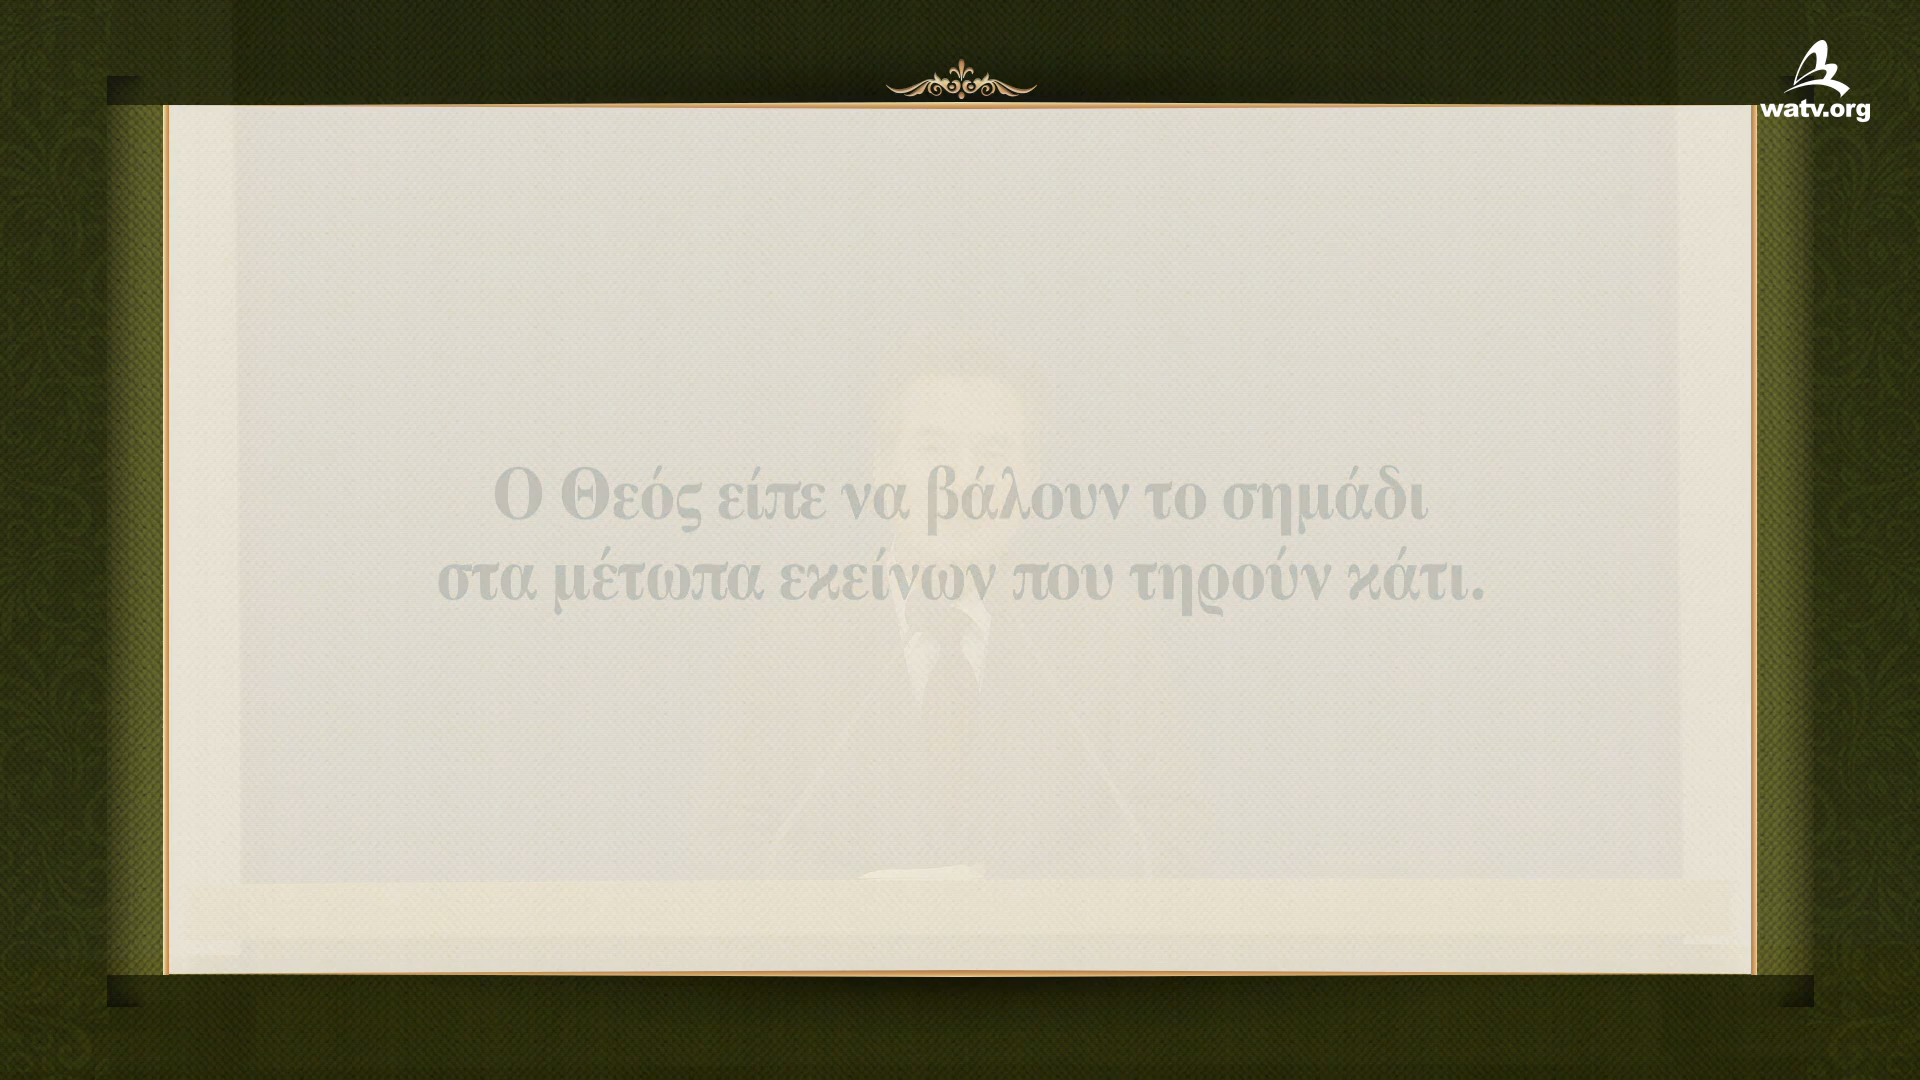 watv.org
Ο Θεός είπε να βάλουν το σημάδι
στα μέτωπα εκείνων που τηρούν κάτι.